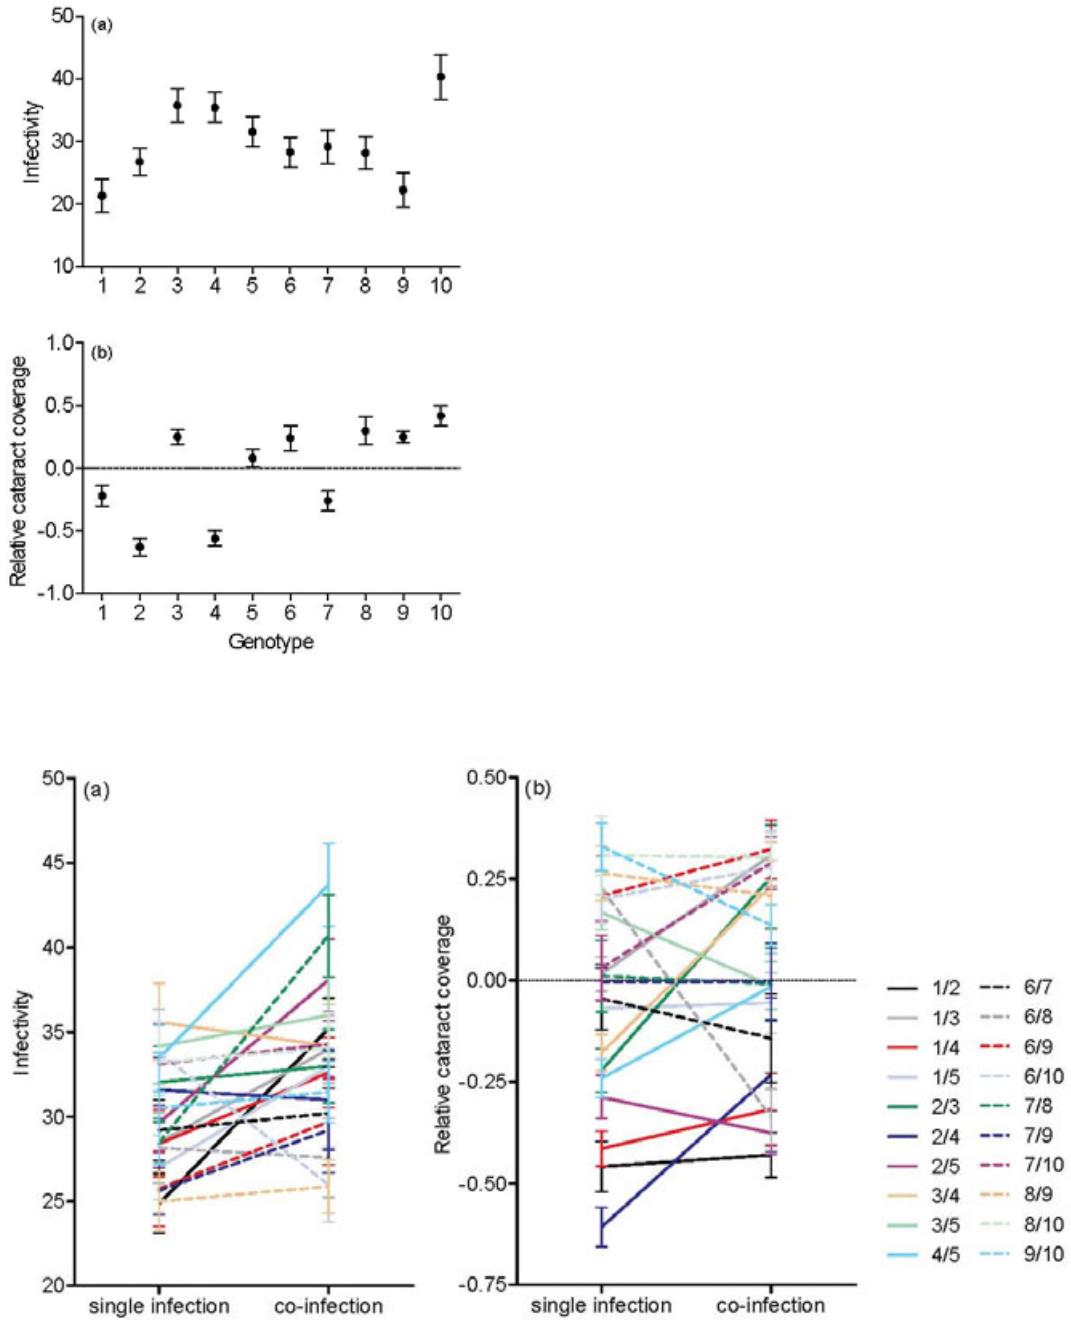 (a)
50
40
30
20
10
Infectivity
1 2 3 4 5 6 7 8 9 10
(b)
1.0
0.5
0.0
-0.5
-1.0
Relative cataract coverage
1 2 3 4 5 6 7 8 9 10
Genotype
(a)
50
45
40
35
30
25
20
Infectivity
single infection co-infection
(b)
0.50
0.25
0.00
-0.25
-0.50
-0.75
Relative cataract coverage
single infection co-infection
1/2 6/7
1/3 6/8
1/4 6/9
1/5 6/10
2/3 7/8
2/4 7/9
2/5 7/10
3/4 8/9
3/5 8/10
4/5 9/10